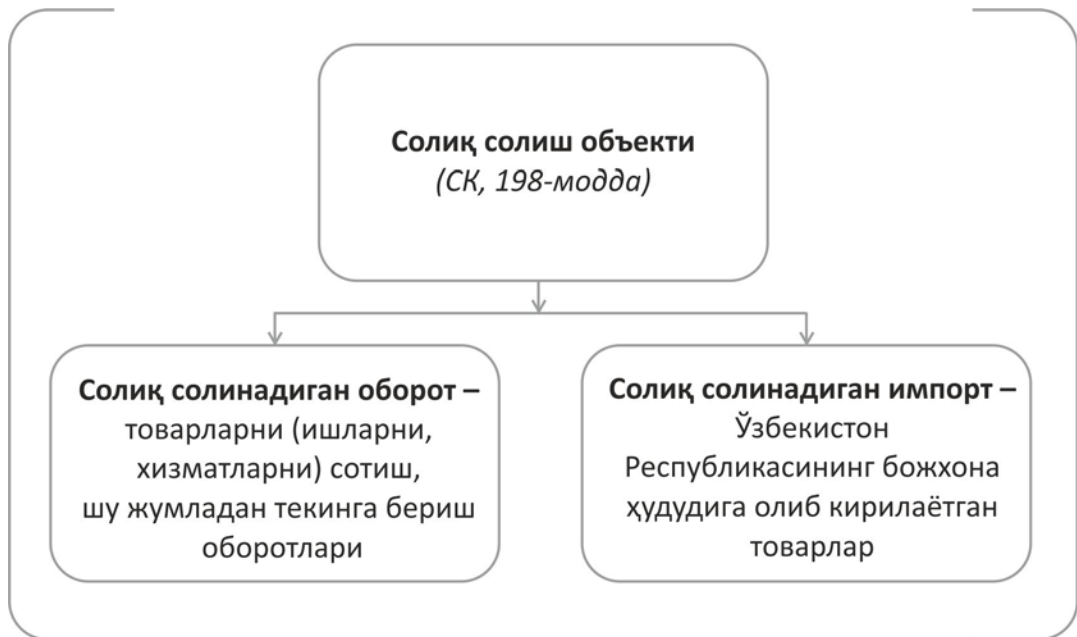 Солиқ солиш объекти
(СК, 198-модда)
Солиқ солинадиган оборот –
товарларни (ишларни,
хизматларни) сотиш,
шу жумладан текинга бериш
оборотлари
Солиқ солинадиган импорт –
Ўзбекистон
Республикасининг божхона
ҳудудига олиб кирилаётган
товарлар